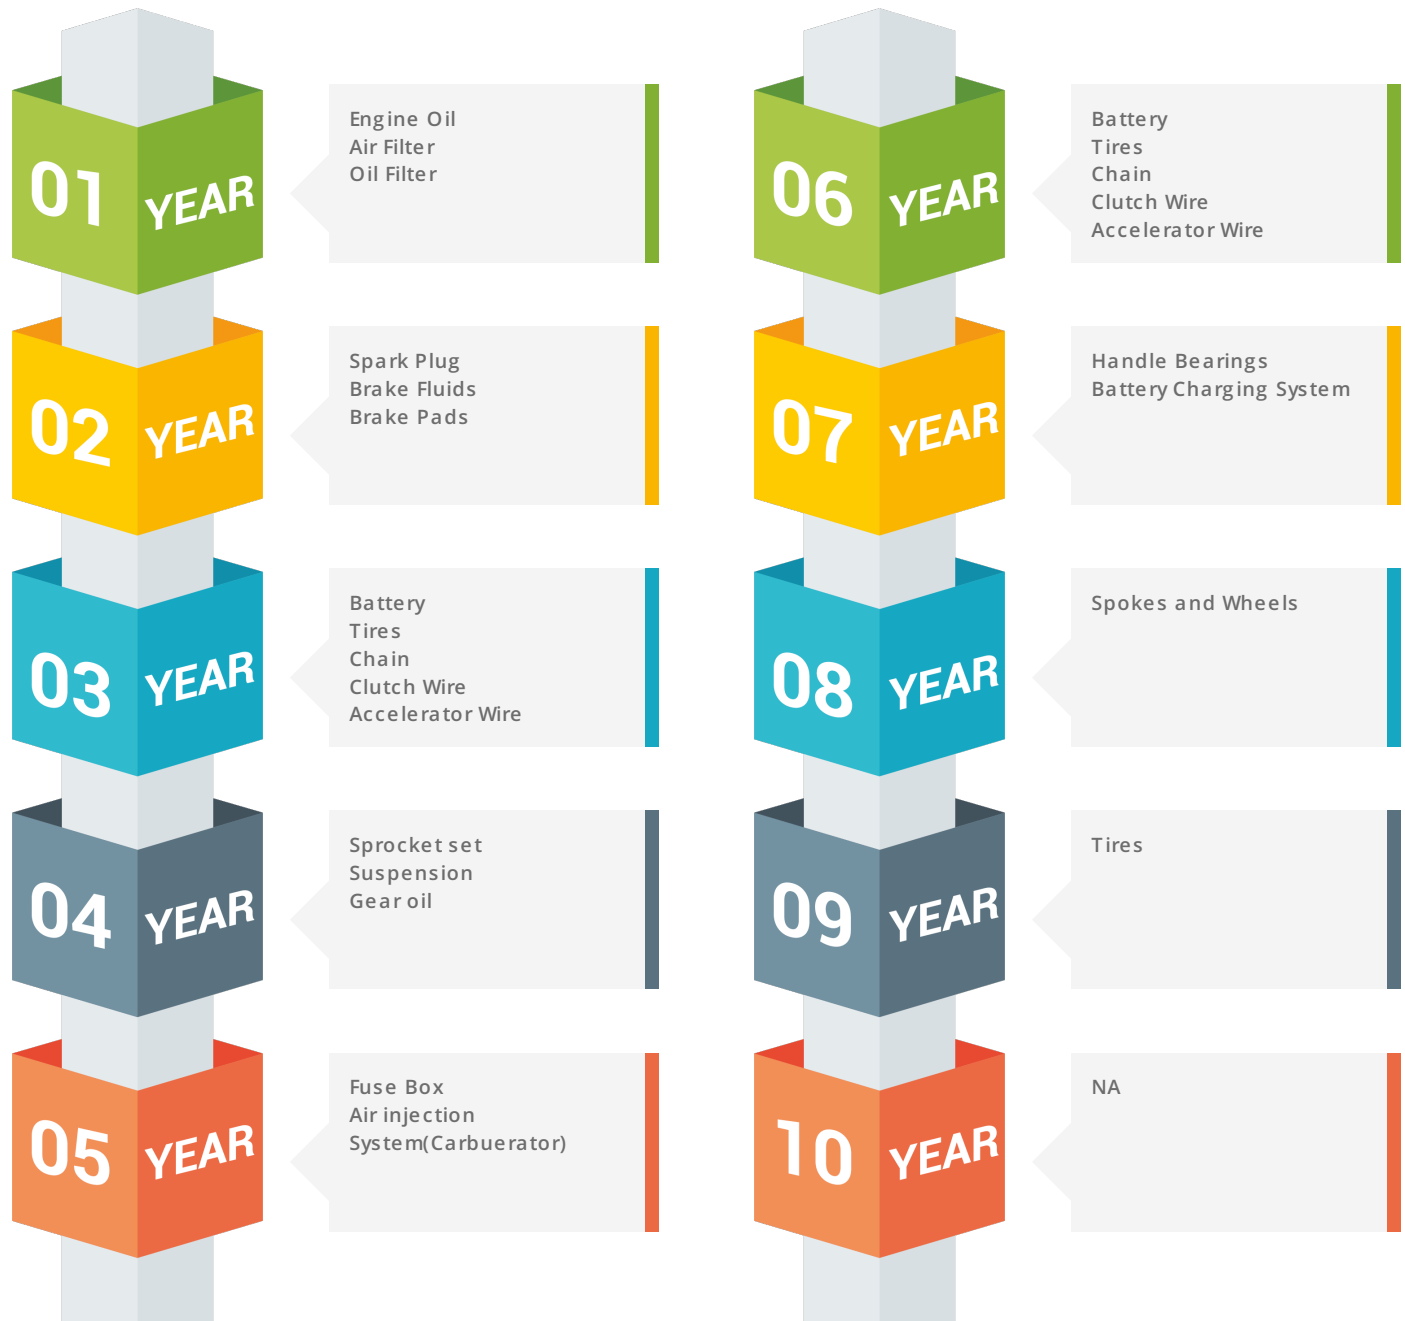 01 YEAR
Engine Oil
Air Filter
Oil Filter
02 YEAR
Spark Plug
Brake Fluids
Brake Pads
03 YEAR
Battery
Tires
Chain
Clutch Wire
Accelerator Wire
04 YEAR
Sprocket set
Suspension
Gear oil
05 YEAR
Fuse Box
Air injection
System(Carbuerator)
06 YEAR
Battery
Tires
Chain
Clutch Wire
Accelerator Wire
07 YEAR
Handle Bearings
Battery Charging System
08 YEAR
Spokes and Wheels
09 YEAR
Tires
10 YEAR
NA